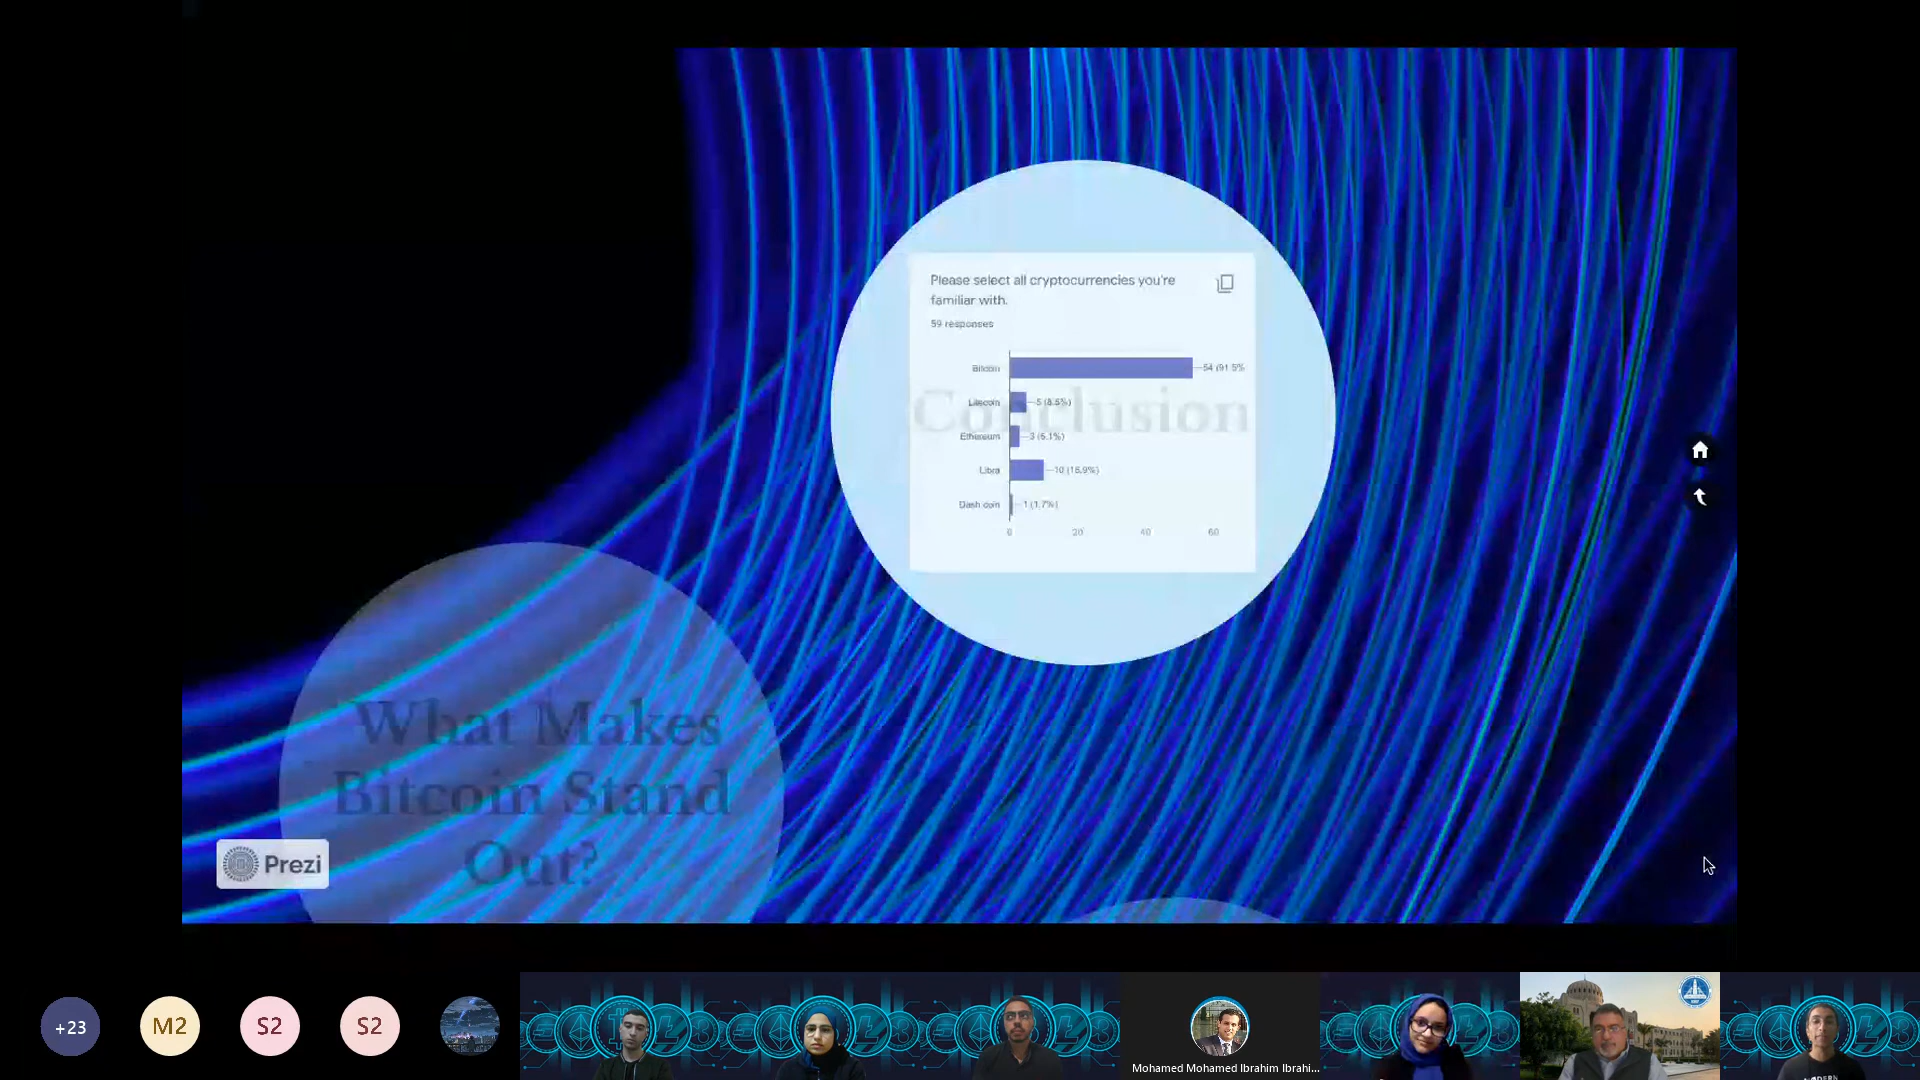 Please select all cryptocurrencies you're
familiar with.
59 responses
Bitcoin
54 (91.5%
Litecoin
5 (8.5%)
Conclusion
Ethereum
3 (5.1%)
Libra
10 (16.9%)
Dash coin
1 (1.7%)
0 20 40 60
What Makes
Bitcoin Stand
Out?
Prezi
+23
M2
S2
S2
Mohamed Mohamed Ibrahim Ibrahi...